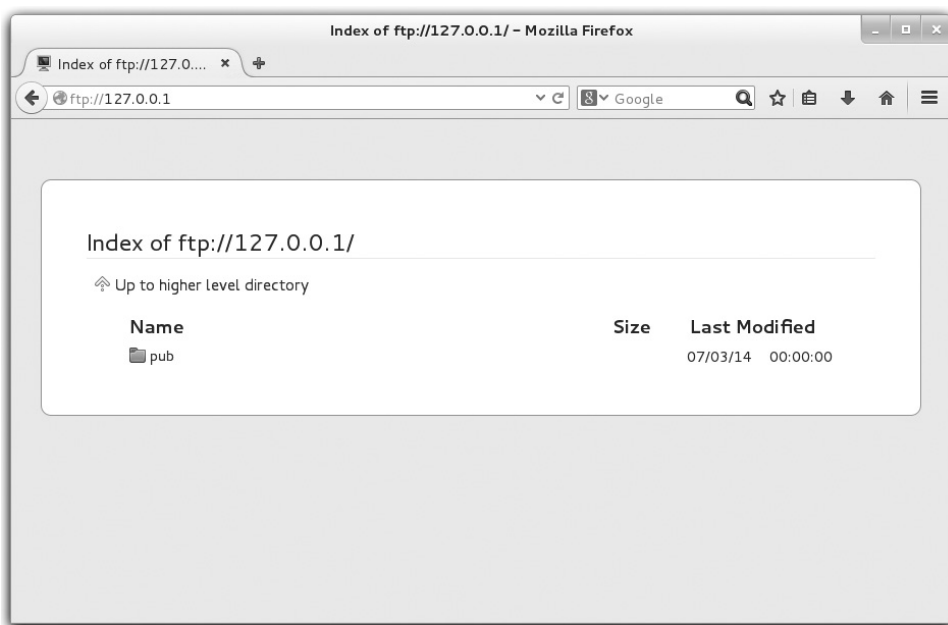 Index of ftp://127.0.0.1/ – Mozilla Firefox
Index of ftp://127.0....
ftp://127.0.0.1
Google
Index of ftp://127.0.0.1/
Up to higher level directory
Name Size Last Modified
pub 07/03/14 00:00:00